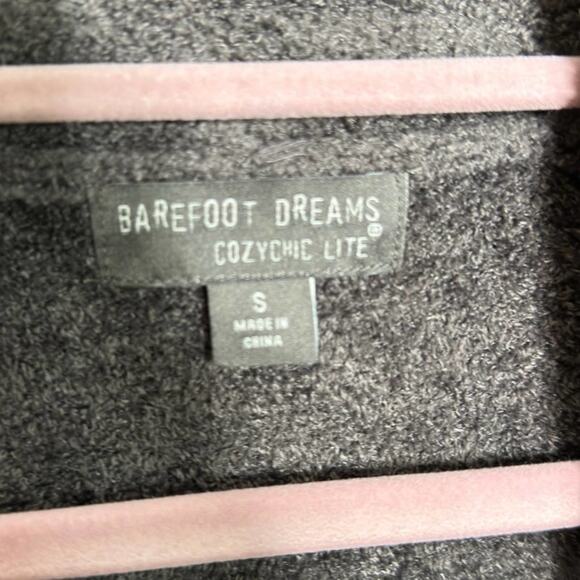 BAREFOOT DREAMS
COZYCHIC LITE®
S
MADE IN
CHINA